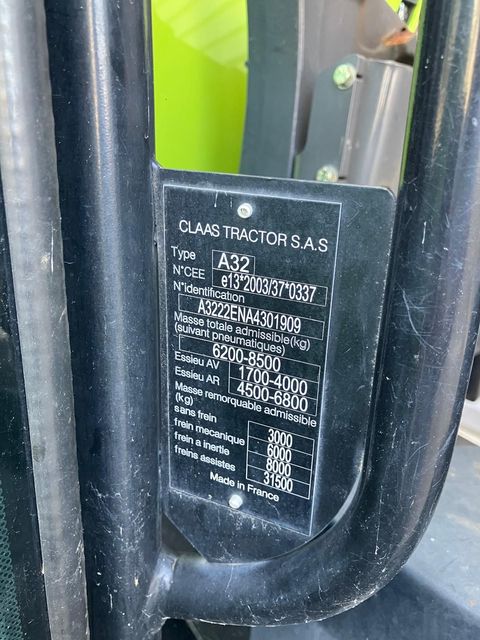 CLAAS TRACTOR S.A.S
Type A32
N°CEE e13*2003/37*0337
N°identification
A3222ENA4301909
Masse totale admissible(kg)
(suivant pneumatiques)
6200-8500
Essieu AV 1700-4000
Essieu AR 4500-6800
Masse remorquable admissible
(kg)
sans frein 3000
frein mecanique 6000
frein a inertie 8000
freins assistes 31500
Made in France